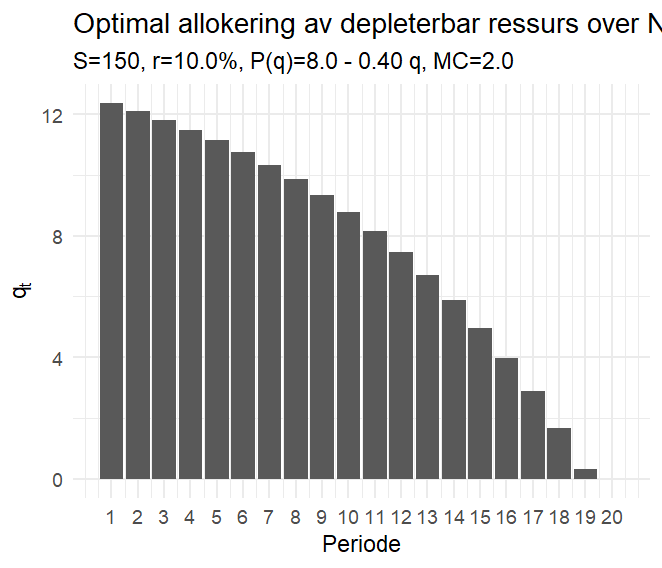 Optimal allokering av depleterbar ressurs over N
S=150, r=10.0%, P(q)=8.0 - 0.40 q, MC=2.0
12
8
4
0
qt
1 2 3 4 5 6 7 8 9 10 11 12 13 14 15 16 17 18 19 20
Periode